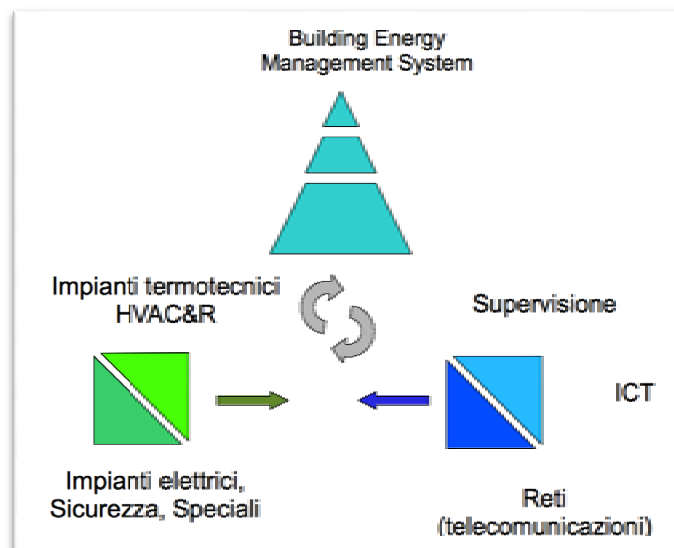 Building Energy
Management System
Impianti termotecnici
HVAC&R
Supervisione
ICT
Impianti elettrici,
Sicurezza, Speciali
Reti
(telecomunicazioni)